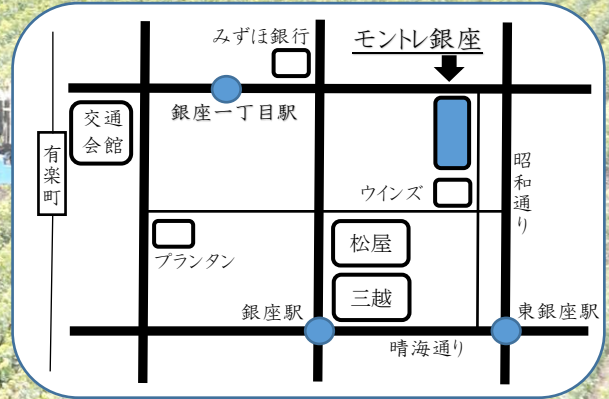 みずほ銀行
モントレ銀座
銀座一丁目駅
交通
会館
有楽町
ウインズ
昭和通り
プランタン
松屋
三越
銀座駅
東銀座駅
晴海通り